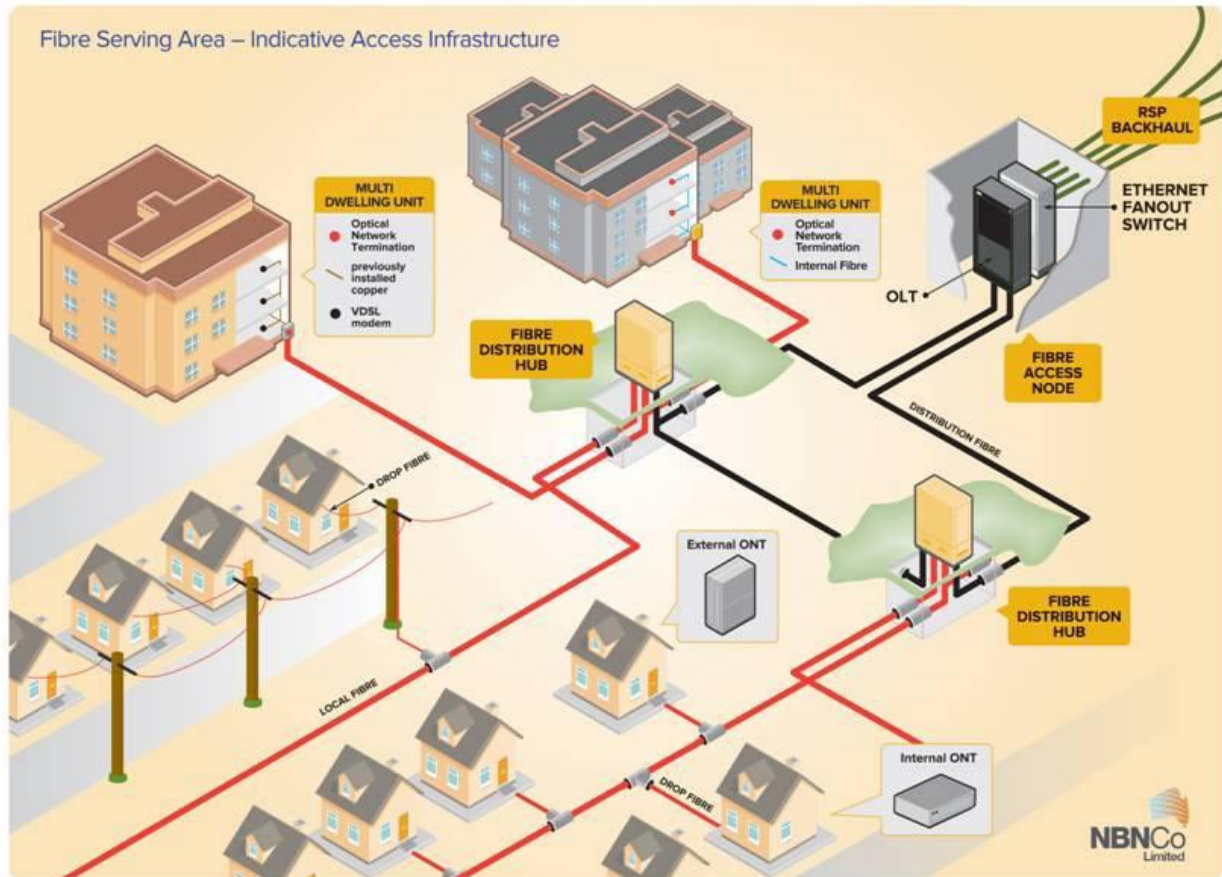 Fibre Serving Area – Indicative Access Infrastructure
RSP
BACKHAUL
MULTI
DWELLING UNIT
Optical
Network
Termination
previously
installed
copper
VDSL
modem
MULTI
DWELLING UNIT
Optical
Network
Termination
Internal Fibre
ETHERNET
FANOUT
SWITCH
OLT
FIBRE
DISTRIBUTION
HUB
FIBRE
ACCESS
NODE
DISTRIBUTION FIBRE
DROP FIBRE
External ONT
FIBRE
DISTRIBUTION
HUB
LOCAL FIBRE
Internal ONT
DROP FIBRE
NBNCo
Limited